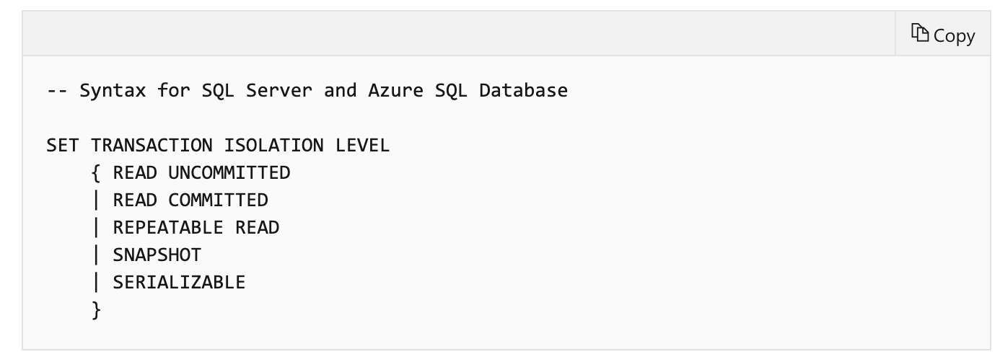 Copy
-- Syntax for SQL Server and Azure SQL Database
SET TRANSACTION ISOLATION LEVEL
{ READ UNCOMMITTED
| READ COMMITTED
| REPEATABLE READ
| SNAPSHOT
| SERIALIZABLE
}